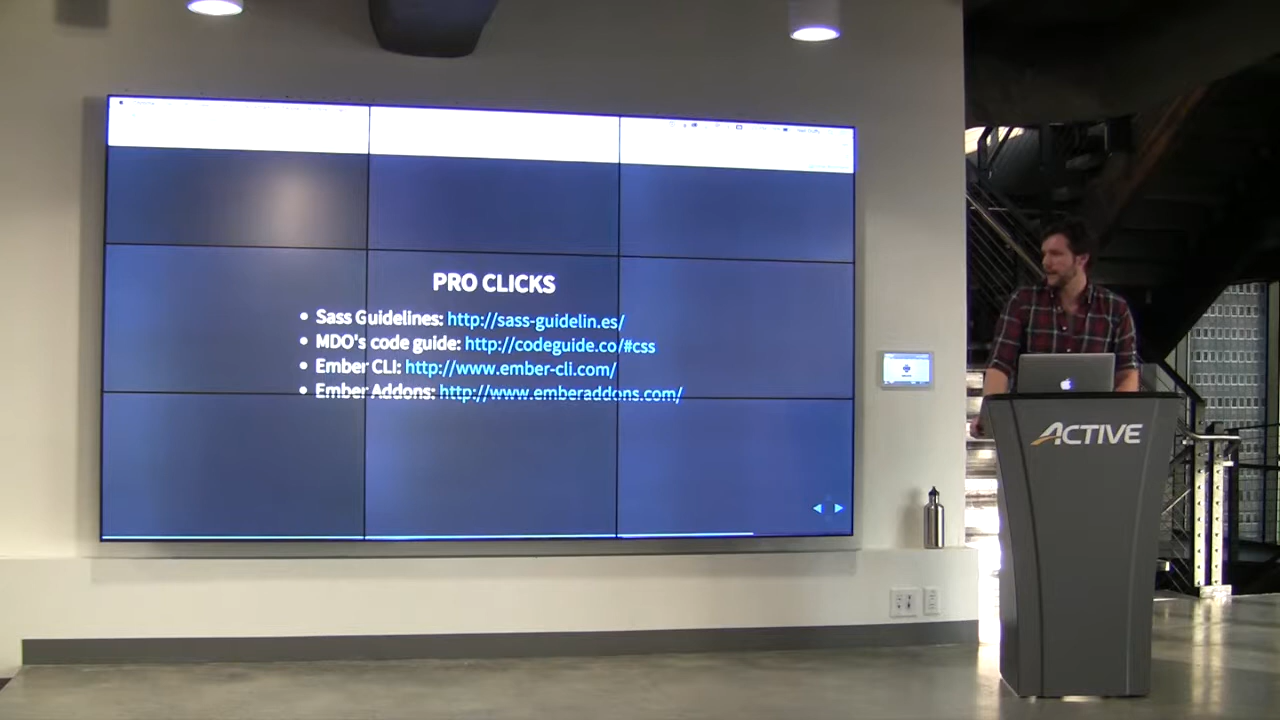 PRO CLICKS
• Sass Guidelines: http://sass-guidelin.es/
• MDO's code guide: http://codeguide.co/#css
• Ember CLI: http://www.ember-cli.com/
• Ember Addons: http://www.emberaddons.com/
ACTIVE